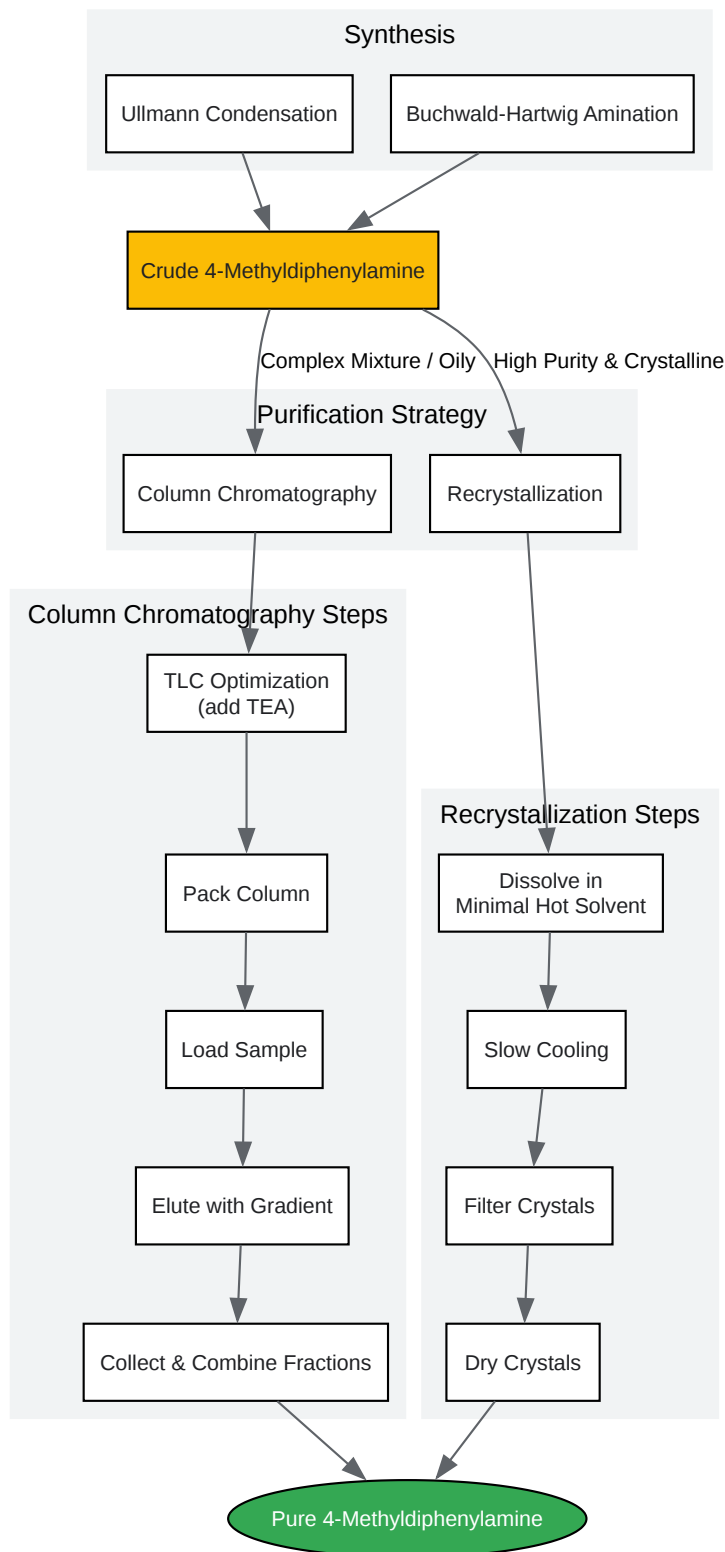 Synthesis
Ullmann Condensation
Buchwald-Hartwig Amination
Crude 4-Methyldiphenylamine
Complex Mixture / Oily
High Purity & Crystalline
Purification Strategy
Column Chromatography
Recrystallization
Column Chromatography Steps
TLC Optimization
(add TEA)
Pack Column
Load Sample
Elute with Gradient
Collect & Combine Fractions
Recrystallization Steps
Dissolve in
Minimal Hot Solvent
Slow Cooling
Filter Crystals
Dry Crystals
Pure 4-Methyldiphenylamine